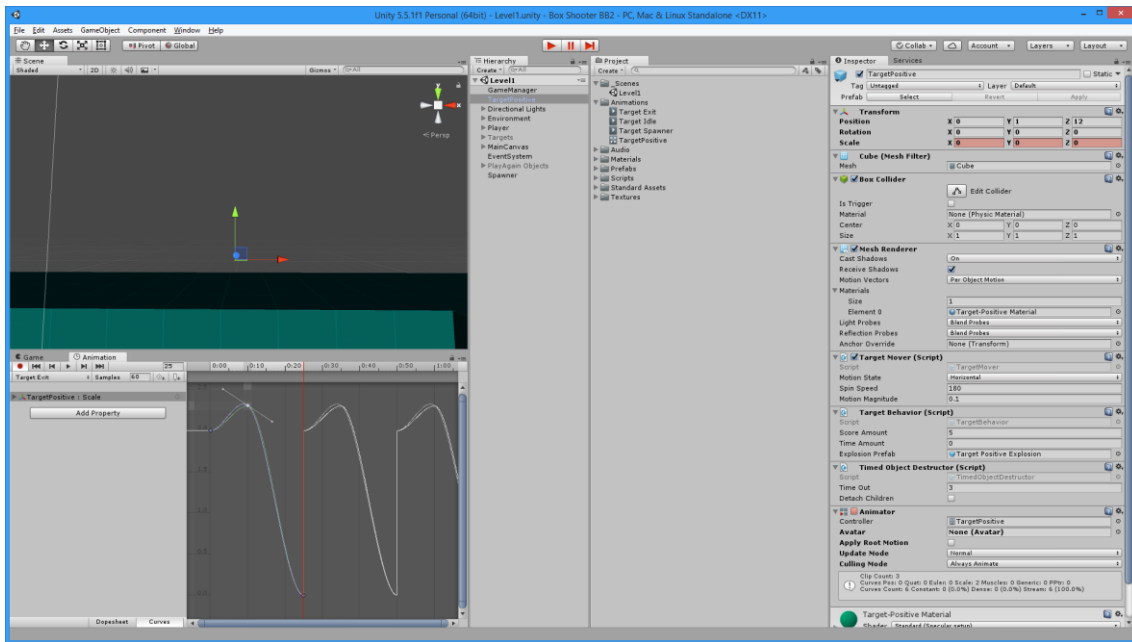 Unity 5.5.1f1 Personal (64bit) - Level1.unity - Box Shooter BB2 - PC, Mac & Linux Standalone <DX11>
File Edit Assets GameObject Component Window Help
Pivot Global
Collab Account Layers Layout
Scene
Shaded 2D Gizmos All
y
x
Persp
Hierarchy
Create All
Level1
GameManager
TargetPositive
Directional Lights
Environment
Player
Targets
MainCanvas
EventSystem
PlayAgain Objects
Spawner
Project
Create
_Scenes
Level1
Animations
Target Exit
Target Idle
Target Spawner
TargetPositive
Audio
Materials
Prefabs
Scripts
Standard Assets
Textures
Game Animation
25 0:00 0:10 0:20 0:30 0:40 0:50 1:00
Target Exit Samples 60
TargetPositive : Scale
Add Property
Dopesheet Curves
Inspector Services
TargetPositive Static
Tag Untagged Layer Default
Prefab Select Revert Apply
Transform
Position X 0 Y 1 Z 12
Rotation X 0 Y 0 Z 0
Scale X 0 Y 0 Z 0
Cube (Mesh Filter)
Mesh Cube
Box Collider
Edit Collider
Is Trigger
Material None (Physic Material)
Center X 0 Y 0 Z 0
Size X 1 Y 1 Z 1
Mesh Renderer
Cast Shadows On
Receive Shadows
Motion Vectors Per Object Motion
Materials
Size 1
Element 0 Target-Positive Material
Light Probes Blend Probes
Reflection Probes Blend Probes
Anchor Override None (Transform)
Target Mover (Script)
Script TargetMover
Motion State Horizontal
Spin Speed 180
Motion Magnitude 0.1
Target Behavior (Script)
Script TargetBehavior
Score Amount 5
Time Amount 0
Explosion Prefab Target Positive Explosion
Timed Object Destructor (Script)
Script TimedObjectDestructor
Time Out 3
Detach Children
Animator
Controller TargetPositive
Avatar None (Avatar)
Apply Root Motion
Update Mode Normal
Culling Mode Always Animate
Clip Count: 3
Curves Pos: 0 Quat: 0 Euler: 0 Scale: 2 Muscles: 0 Generic: 0 PPtr: 0
Curves Count: 6 Constant: 0 (0.0%) Dense: 0 (0.0%) Stream: 6 (100.0%)
Target-Positive Material
Shader Standard (Specular setup)